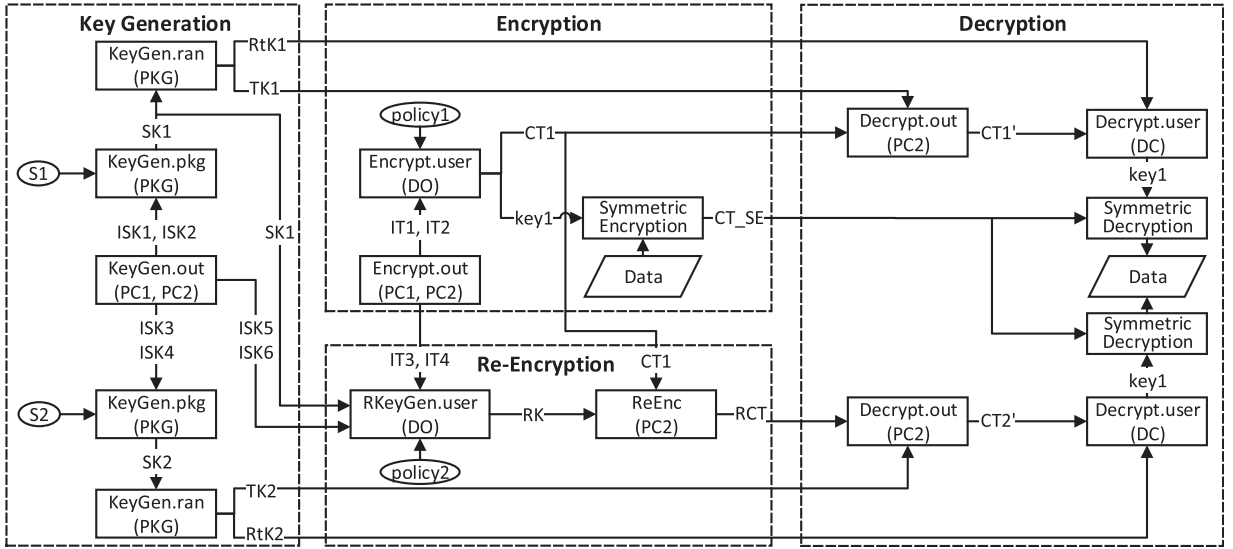 Key Generation
KeyGen.ran
(PKG)
RtK1
TK1
SK1
S1
KeyGen.pkg
(PKG)
ISK1, ISK2
SK1
KeyGen.out
(PC1, PC2)
ISK3
ISK4
ISK5
ISK6
S2
KeyGen.pkg
(PKG)
SK2
KeyGen.ran
(PKG)
TK2
RtK2
Encryption
policy1
Encrypt.user
(DO)
CT1
key1
IT1, IT2
Encrypt.out
(PC1, PC2)
Symmetric
Encryption
CT_SE
Data
Re-Encryption
IT3, IT4
CT1
RKeyGen.user
(DO)
RK
ReEnc
(PC2)
RCT
policy2
Decryption
Decrypt.out
(PC2)
CT1'
Decrypt.user
(DC)
key1
Symmetric
Decryption
Data
Symmetric
Decryption
key1
Decrypt.out
(PC2)
CT2'
Decrypt.user
(DC)